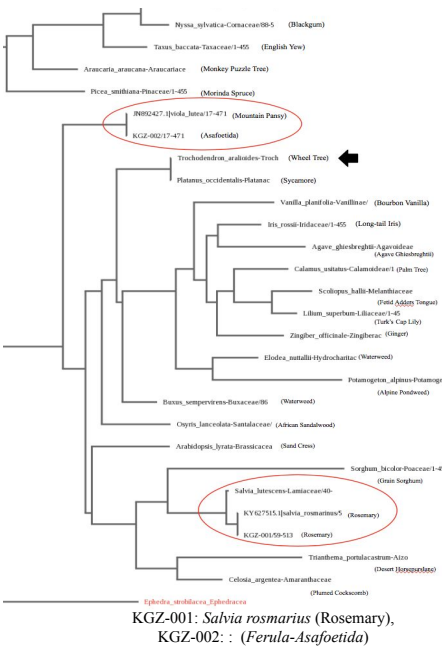 Nyssa_sylvatica-Cornaceae/88-5 (Blackgum)
Taxus_baccata-Taxaceae/1-455 (English Yew)
Araucaria_araucana-Araucariace (Monkey Puzzle Tree)
Picea_smithiana-Pinaceae/1-455 (Morinda Spruce)
JN892427.1|viola_lutea/17-471 (Mountain Pansy)
KGZ-002/17-471 (Asafoetida)
Trochodendron_aralioides-Troch (Wheel Tree)
Platanus_occidentalis-Platanac (Sycamore)
Vanilla_planifolia-Vanillinae/ (Bourbon Vanilla)
Iris_rossii-Iridaceae/1-455 (Long-tail Iris)
Agave_ghiesbreghtii-Agavoideae
(Agave Ghiesbreghtii)
Calamus_usitatus-Calamoideae/1 (Palm Tree)
Scoliopus_hallii-Melanthiaceae
(Fetid Adders Tongue)
Lilium_superbum-Liliaceae/1-45
(Turk's Cap Lily)
Zingiber_officinale-Zingiberac (Ginger)
Elodea_nuttallii-Hydrocharitac (Waterweed)
Potamogeton_alpinus-Potamoge
(Alpine Pondweed)
Buxus_sempervirens-Buxaceae/86 (Waterweed)
Osyris_lanceolata-Santalaceae/ (African Sandalwood)
Arabidopsis_lyrata-Brassicacea (Sand Cress)
Sorghum_bicolor-Poaceae/1-45
(Grain Sorghum)
Salvia_lutescens-Lamiaceae/40-
KY627515.1|salvia_rosmarinus/5 (Rosemary)
KGZ-001/59-513 (Rosemary)
Trianthema_portulacastrum-Aizo
(Desert Horsepurslane)
Celosia_argentea-Amaranthaceae
(Plumed Cockscomb)
Ephedra_strobilacea_Ephedracea
KGZ-001: Salvia rosmarius (Rosemary),
KGZ-002: : (Ferula-Asafoetida)